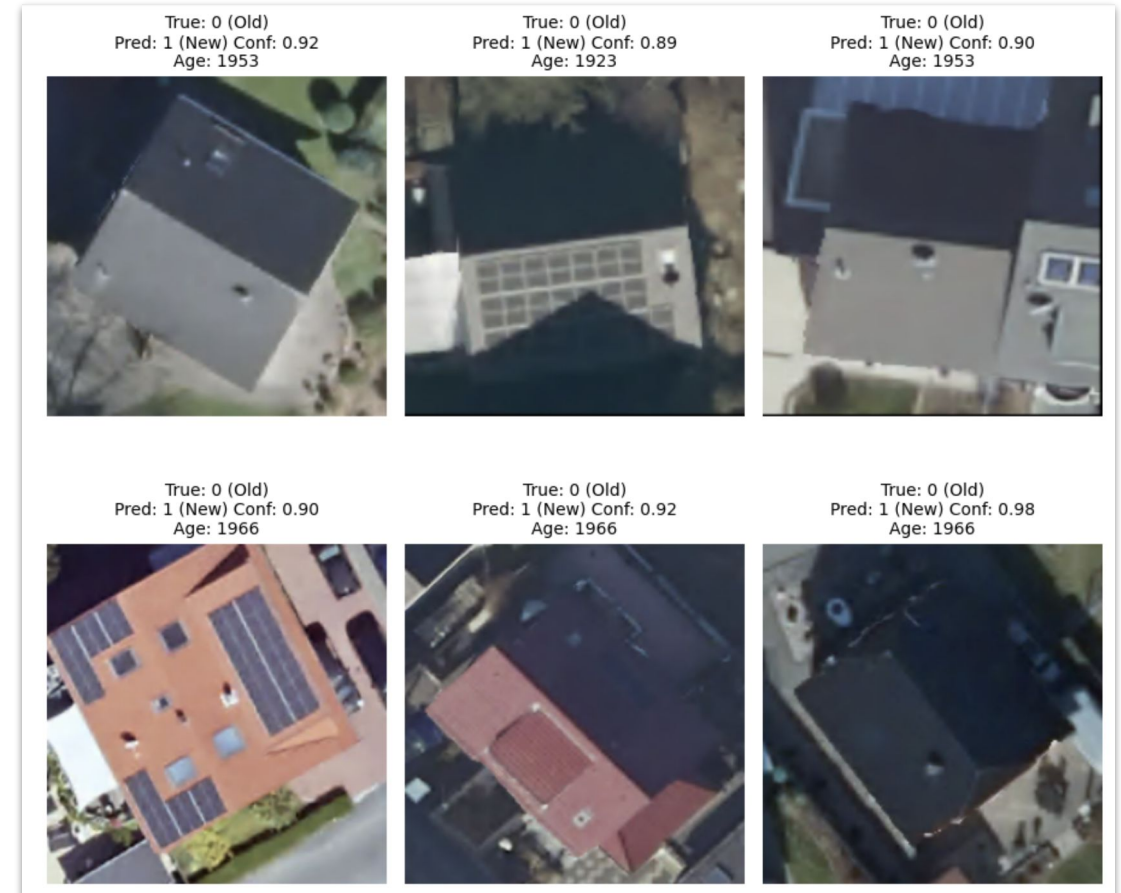 True: 0 (Old)
Pred: 1 (New) Conf: 0.92
Age: 1953
True: 0 (Old)
Pred: 1 (New) Conf: 0.89
Age: 1923
True: 0 (Old)
Pred: 1 (New) Conf: 0.90
Age: 1953
True: 0 (Old)
Pred: 1 (New) Conf: 0.90
Age: 1966
True: 0 (Old)
Pred: 1 (New) Conf: 0.92
Age: 1966
True: 0 (Old)
Pred: 1 (New) Conf: 0.98
Age: 1966